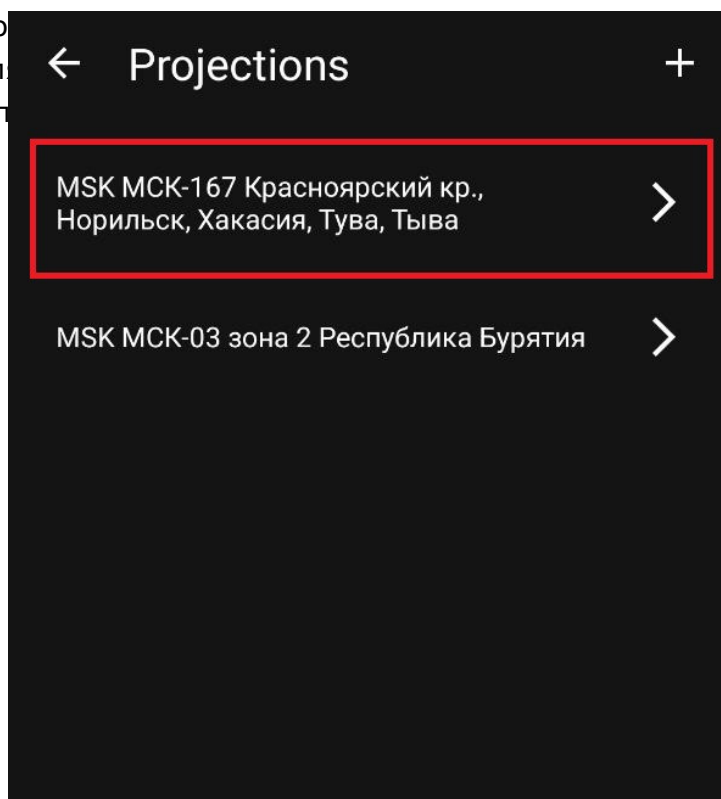 Projections
MSK МСК-167 Красноярский кр.,
Норильск, Хакасия, Тува, Тыва
MSK МСК-03 зона 2 Республика Бурятия